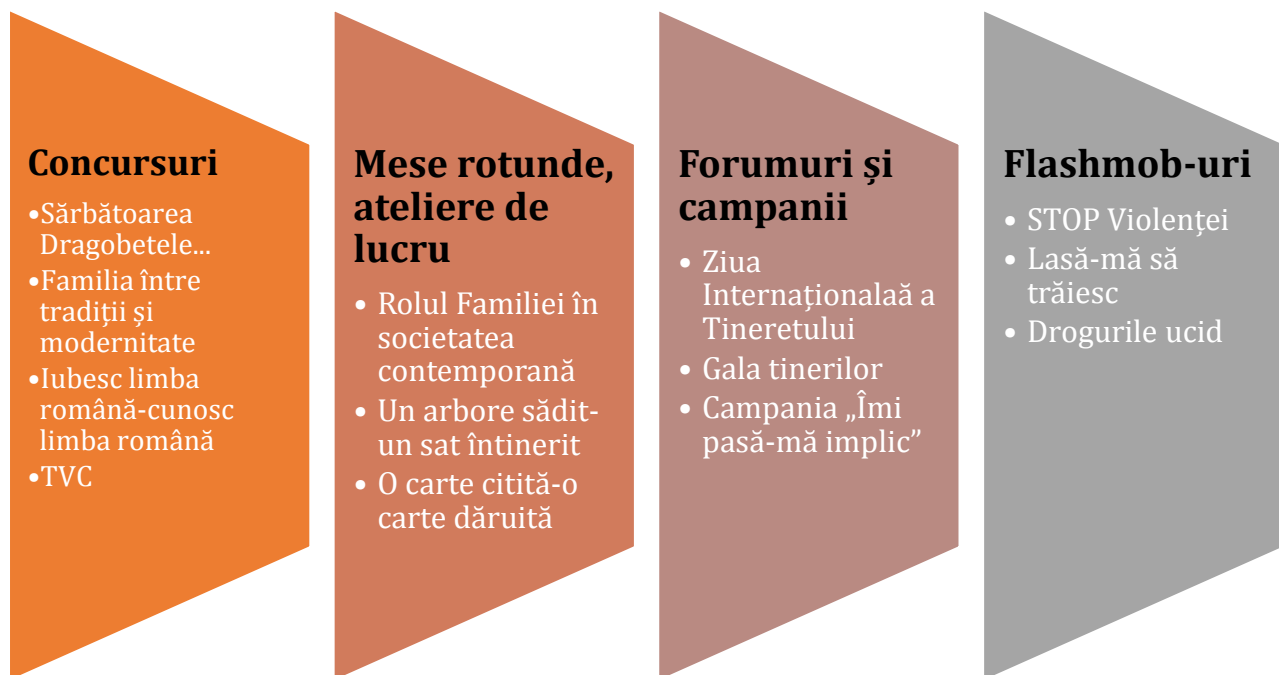 Concursuri
•Sărbătoarea
Dragobetele...
•Familia între
tradiții și
modernitate
•Iubesc limba
română-cunosc
limba română
•TVC
Mese rotunde,
ateliere de
lucru
• Rolul Familiei în
societatea
contemporană
• Un arbore sădit-
un sat întinerit
• O carte citită-o
carte dăruită
Forumuri și
campanii
• Ziua
Internaționalaă a
Tineretului
• Gala tinerilor
• Campania „Îmi
pasă-mă implic”
Flashmob-uri
• STOP Violenței
• Lasă-mă să
trăiesc
• Drogurile ucid